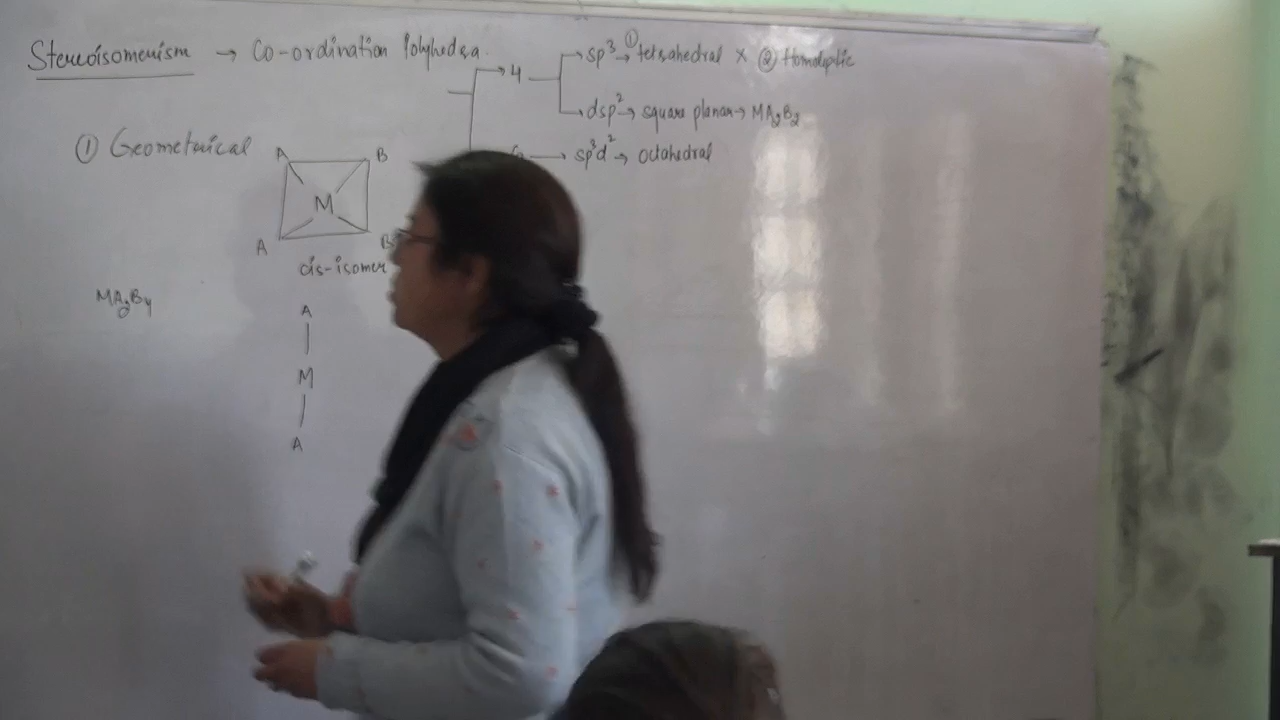 Stereoisomerism → Co-ordination Polyhedra.
4 → sp³ → ① tetrahedral × ② Homoleptic
dsp² → square planar → MA₂B₂
→ sp³d² → octahedral
① Geometrical
A B
M
A B
cis-isomer
MA₂B₄
A
M
A